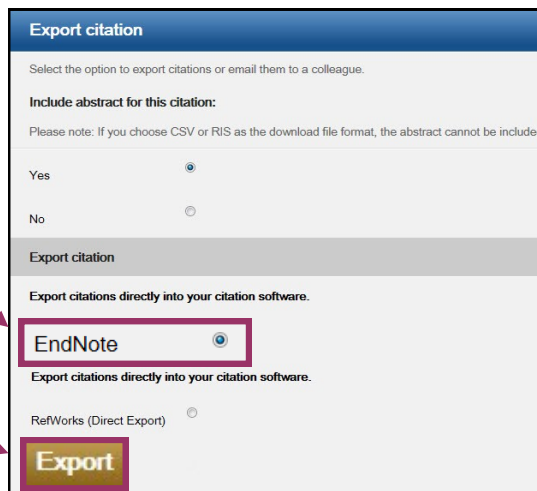 Export citation
Select the option to export citations or email them to a colleague.
Include abstract for this citation:
Please note: If you choose CSV or RIS as the download file format, the abstract cannot be include
Yes
No
Export citation
Export citations directly into your citation software.
EndNote
Export citations directly into your citation software.
RefWorks (Direct Export)
Export